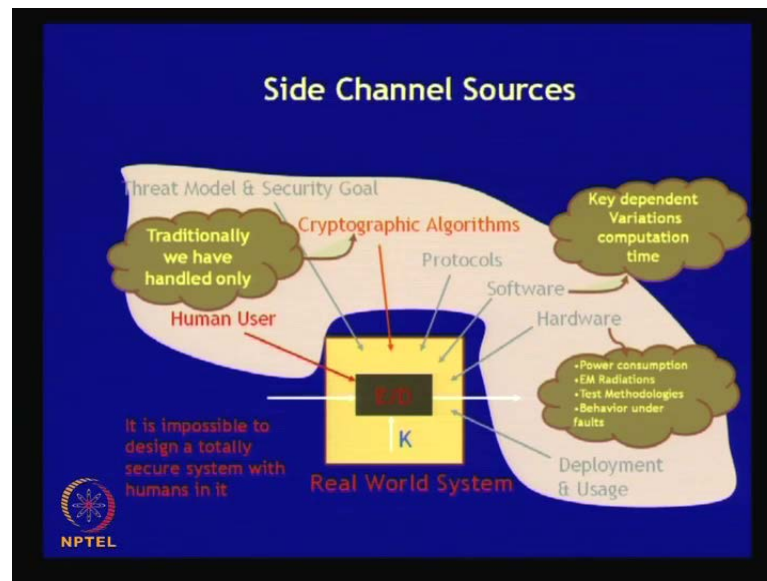 Side Channel Sources
Threat Model & Security Goal
Traditionally
we have
handled only
Cryptographic Algorithms
Key dependent
Variations
computation
time
Protocols
Software
Human User
Hardware
E/D
•Power consumption
•EM Radiations
•Test Methodologies
•Behavior under
faults
K
It is impossible to
design a totally
secure system with
humans in it
Real World System
Deployment
& Usage
NPTEL